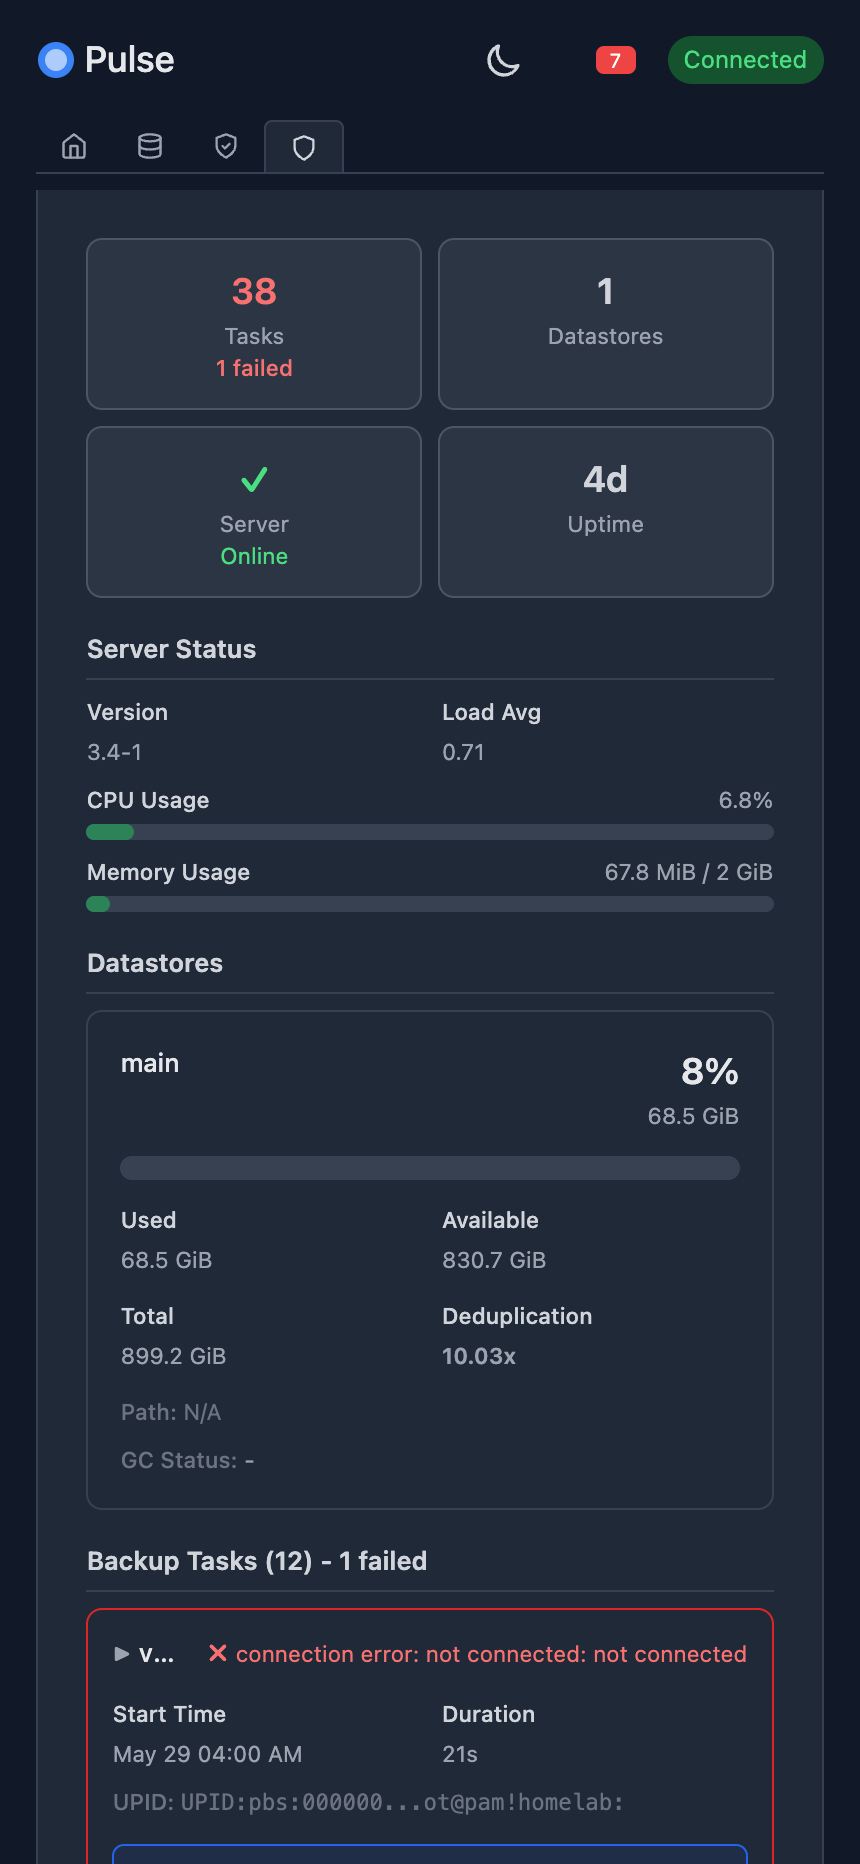 Pulse
7
Connected
38
Tasks
1 failed
1
Datastores
Server
Online
4d
Uptime
Server Status
Version
Load Avg
3.4-1
0.71
CPU Usage
6.8%
Memory Usage
67.8 MiB / 2 GiB
Datastores
main
8%
68.5 GiB
Used
Available
68.5 GiB
830.7 GiB
Total
Deduplication
899.2 GiB
10.03x
Path: N/A
GC Status: -
Backup Tasks (12) - 1 failed
v... connection error: not connected: not connected
Start Time
Duration
May 29 04:00 AM
21s
UPID: UPID:pbs:000000...ot@pam!homelab: